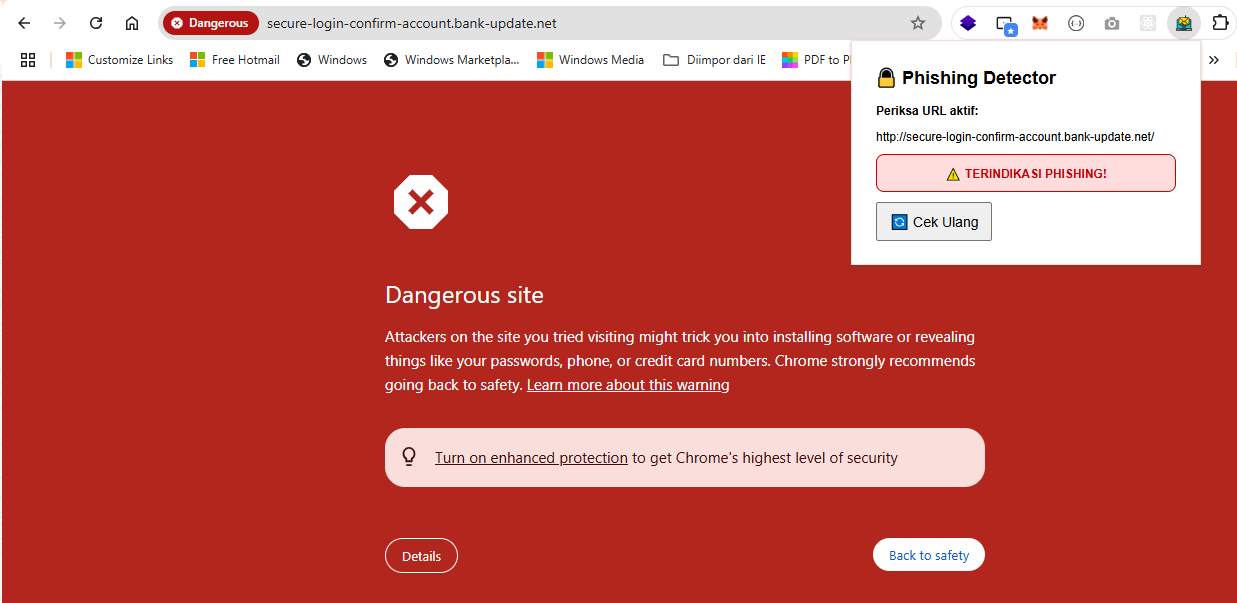 Dangerous
secure-login-confirm-account.bank-update.net
Customize Links
Free Hotmail
Windows
Windows Marketpla...
Windows Media
Diimpor dari IE
PDF to
Phishing Detector
Periksa URL aktif:
http://secure-login-confirm-account.bank-update.net/
TERINDIKASI PHISHING!
Cek Ulang
Dangerous site
Attackers on the site you tried visiting might trick you into installing software or revealing
things like your passwords, phone, or credit card numbers. Chrome strongly recommends
going back to safety. Learn more about this warning
Turn on enhanced protection to get Chrome's highest level of security
Details
Back to safety